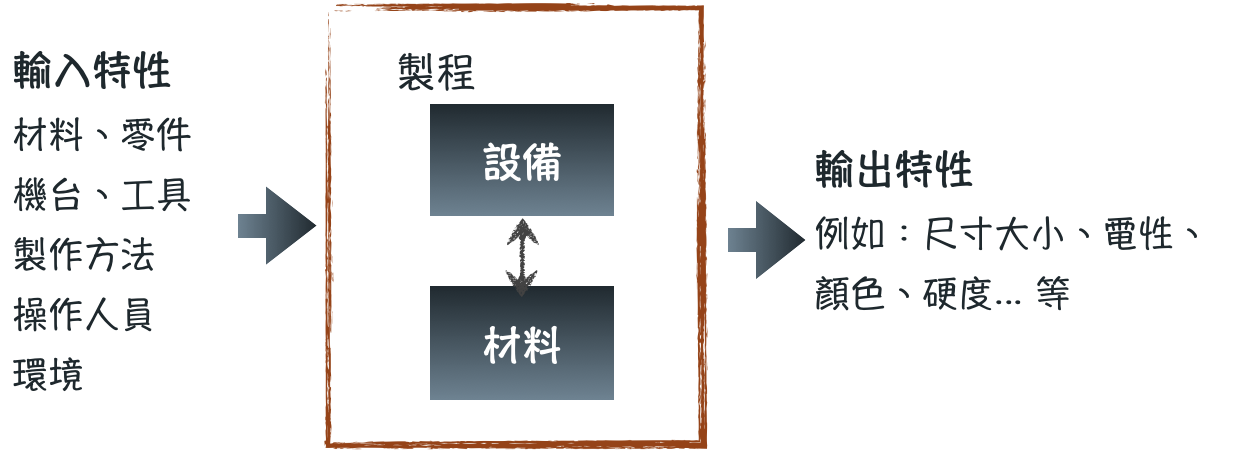 輸入特性
材料、零件
機台、工具
製作方法
操作人員
環境
製程
設備
材料
輸出特性
例如：尺寸大小、電性、
顏色、硬度... 等